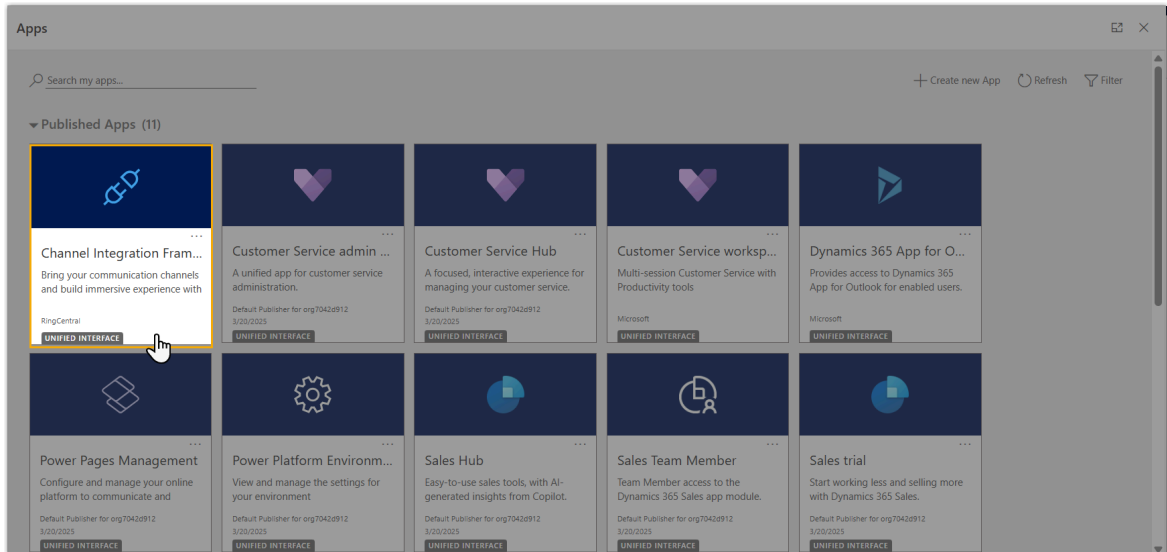 Apps
Search my apps...
Create new App
Refresh
Filter
Published Apps (11)
Channel Integration Fram...
Bring your communication channels
and build immersive experience with
RingCentral
UNIFIED INTERFACE
Customer Service admin ...
A unified app for customer service
administration.
Default Publisher for org7042d912
3/20/2025
UNIFIED INTERFACE
Customer Service Hub
A focused, interactive experience for
managing your customer service.
Default Publisher for org7042d912
3/20/2025
UNIFIED INTERFACE
Customer Service worksp...
Multi-session Customer Service with
Productivity tools
Microsoft
UNIFIED INTERFACE
Dynamics 365 App for O...
Provides access to Dynamics 365
App for Outlook for enabled users.
Microsoft
UNIFIED INTERFACE
Power Pages Management
Configure and manage your online
platform to communicate and
Default Publisher for org7042d912
3/20/2025
UNIFIED INTERFACE
Power Platform Environm...
View and manage the settings for
your environment
Default Publisher for org7042d912
3/20/2025
UNIFIED INTERFACE
Sales Hub
Easy-to-use sales tools, with AI-
generated insights from Copilot.
Default Publisher for org7042d912
3/20/2025
UNIFIED INTERFACE
Sales Team Member
Team Member access to the
Dynamics 365 Sales app module.
Default Publisher for org7042d912
3/20/2025
UNIFIED INTERFACE
Sales trial
Start working less and selling more
with Dynamics 365 Sales.
Default Publisher for org7042d912
3/20/2025
UNIFIED INTERFACE